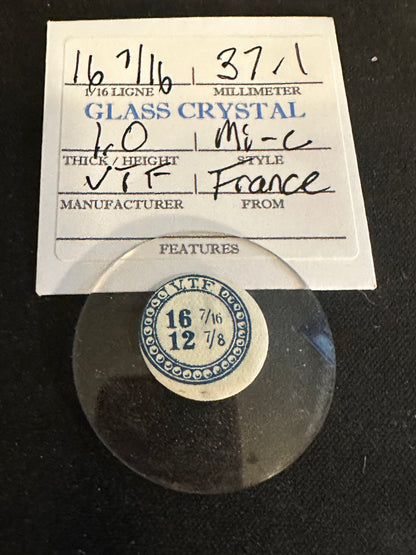 16 7/16 | 37.1
1/16 LIGNE MILLIMETER
GLASS CRYSTAL
1.0 | Mi-C
THICK / HEIGHT STYLE
VTF | France
MANUFACTURER FROM
FEATURES
V.T.F
16 7/16
12 7/8